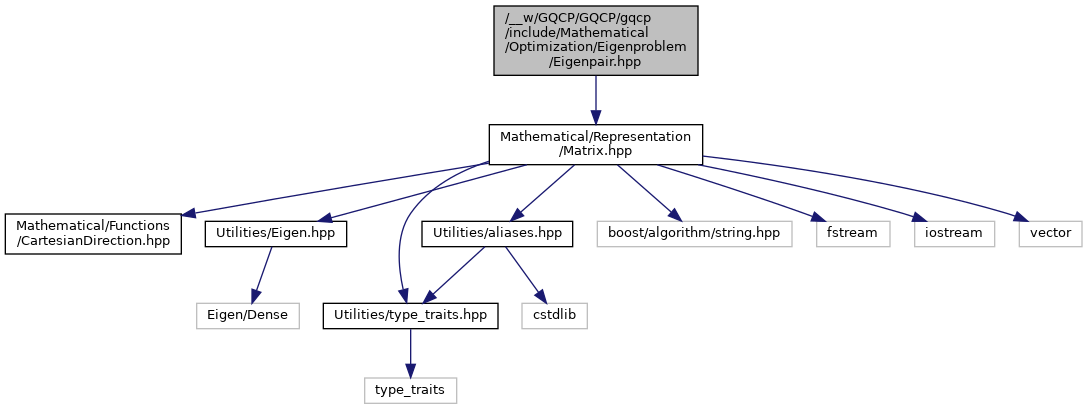 /__w/GQCP/GQCP/gqcp
/include/Mathematical
/Optimization/Eigenproblem
/Eigenpair.hpp
Mathematical/Representation
/Matrix.hpp
Mathematical/Functions
/CartesianDirection.hpp
Utilities/Eigen.hpp
Utilities/aliases.hpp
boost/algorithm/string.hpp
fstream
iostream
vector
Eigen/Dense
Utilities/type_traits.hpp
cstdlib
type_traits